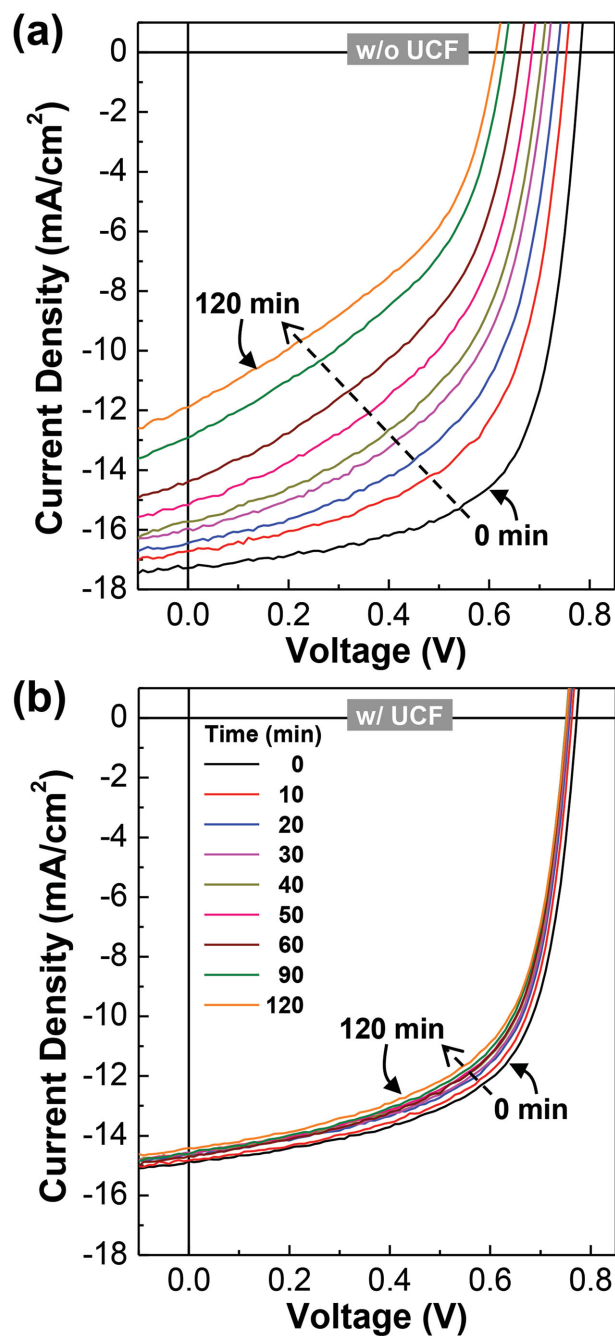 (a)
w/o UCF
0
-2
-4
-6
-8
-10
-12
-14
-16
-18
Current Density (mA/cm²)
120 min
0 min
0.0 0.2 0.4 0.6 0.8
Voltage (V)
(b)
w/ UCF
0
-2
-4
-6
-8
-10
-12
-14
-16
-18
Current Density (mA/cm²)
Time (min)
0
10
20
30
40
50
60
90
120
120 min
0 min
0.0 0.2 0.4 0.6 0.8
Voltage (V)